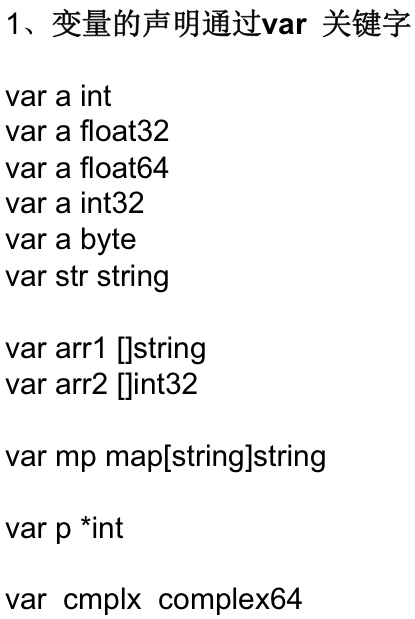 1、变量的声明通过var 关键字
var a int
var a float32
var a float64
var a int32
var a byte
var str string
var arr1 []string
var arr2 []int32
var mp map[string]string
var p *int
var cmplx complex64